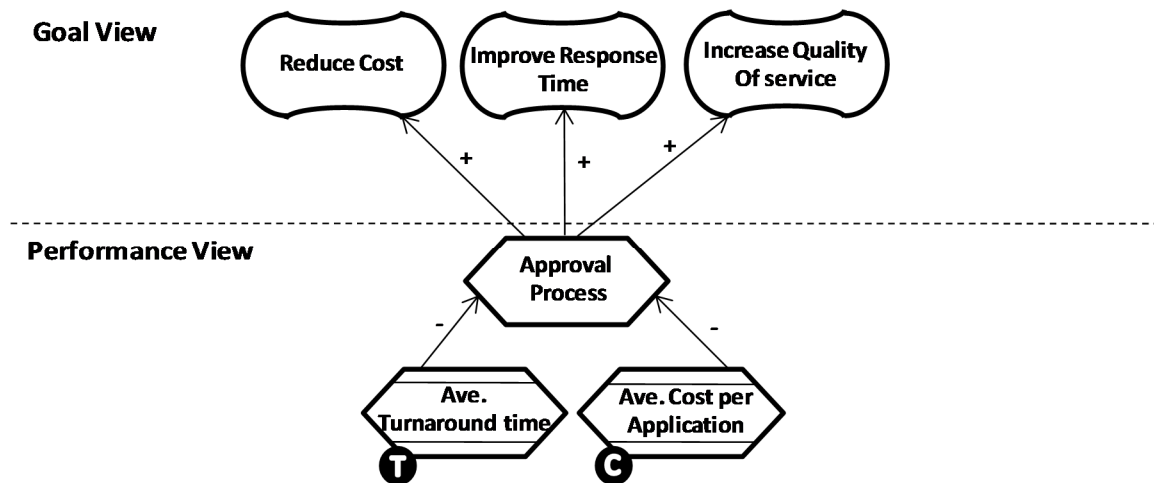 Goal View
Reduce Cost
Improve Response
Time
Increase Quality
Of service
+
+
+
Performance View
Approval
Process
-
-
Ave.
Turnaround time
Ave. Cost per
Application
T
C